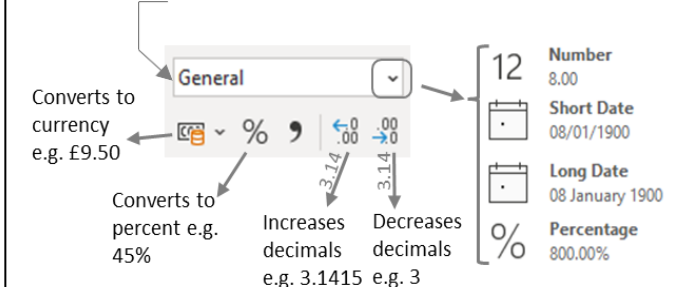 General
Converts to
currency
e.g. £9.50
%
,
←0
.00
.00
→0
3.14
3.14
Converts to
percent e.g.
45%
Increases
decimals
e.g. 3.1415
Decreases
decimals
e.g. 3
12
Number
8.00
Short Date
08/01/1900
Long Date
08 January 1900
%
Percentage
800.00%